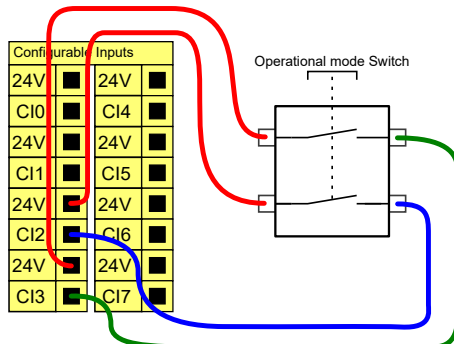 Configurable Inputs
Operational mode Switch
24V 24V
CI0 CI4
24V 24V
CI1 CI5
24V 24V
CI2 CI6
24V 24V
CI3 CI7